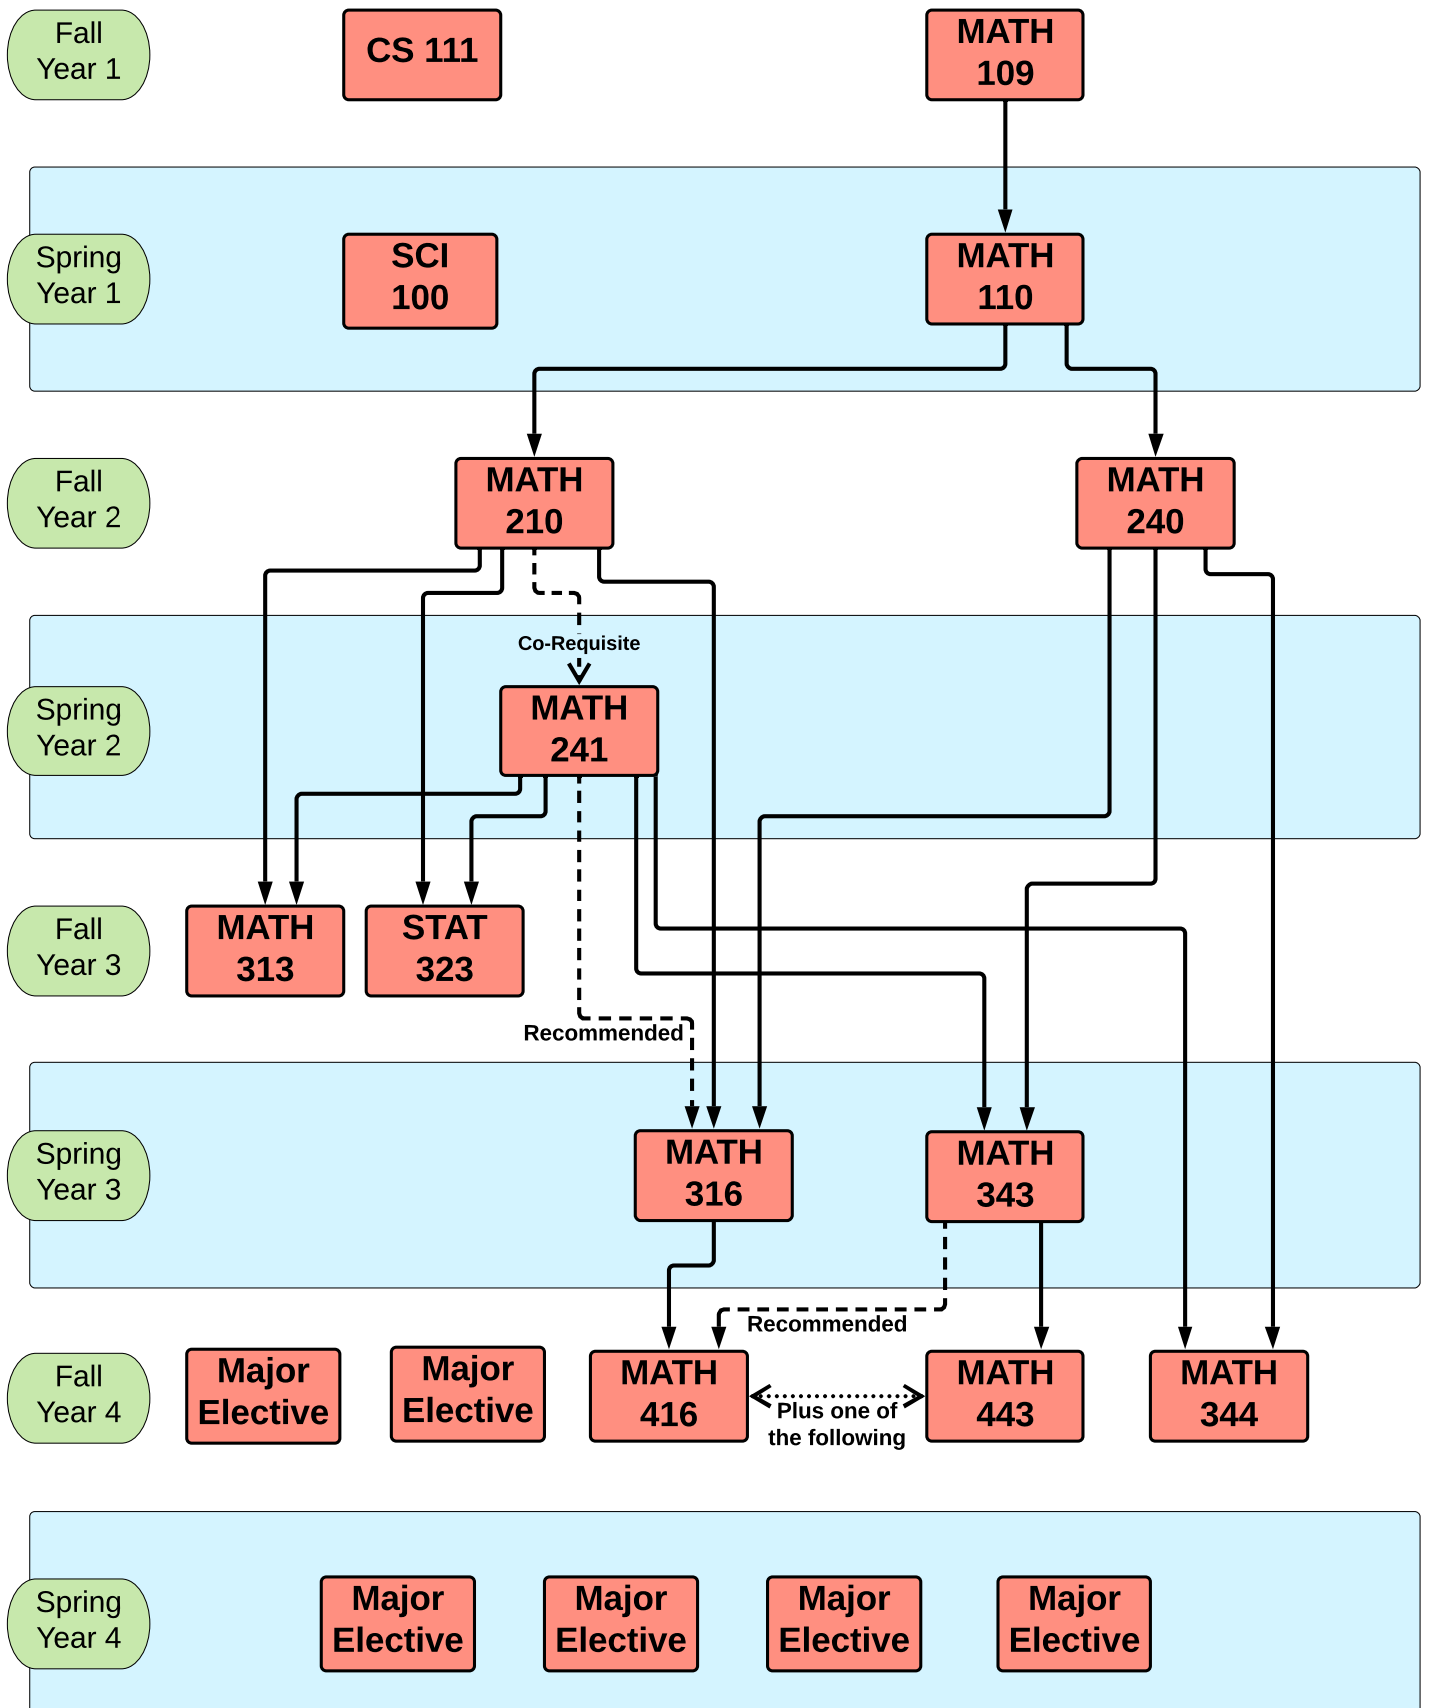 Fall
Year 1
CS 111
MATH
109
Spring
Year 1
SCI
100
MATH
110
Fall
Year 2
MATH
210
MATH
240
Co-Requisite
Spring
Year 2
MATH
241
Fall
Year 3
MATH
313
STAT
323
Recommended
Spring
Year 3
MATH
316
MATH
343
Recommended
Fall
Year 4
Major
Elective
Major
Elective
MATH
416
Plus one of
the following
MATH
443
MATH
344
Spring
Year 4
Major
Elective
Major
Elective
Major
Elective
Major
Elective